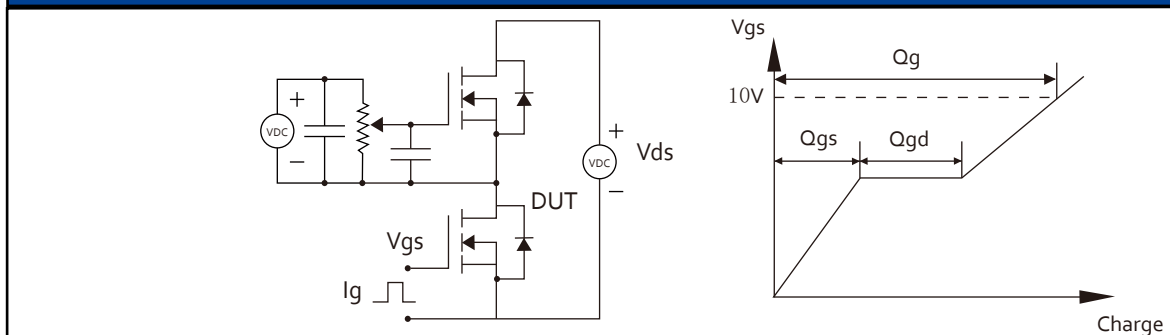 VDC
+
−
VDC
+
−
Vds
DUT
Vgs
Ig
Vgs
Qg
10V
Qgs
Qgd
Charge